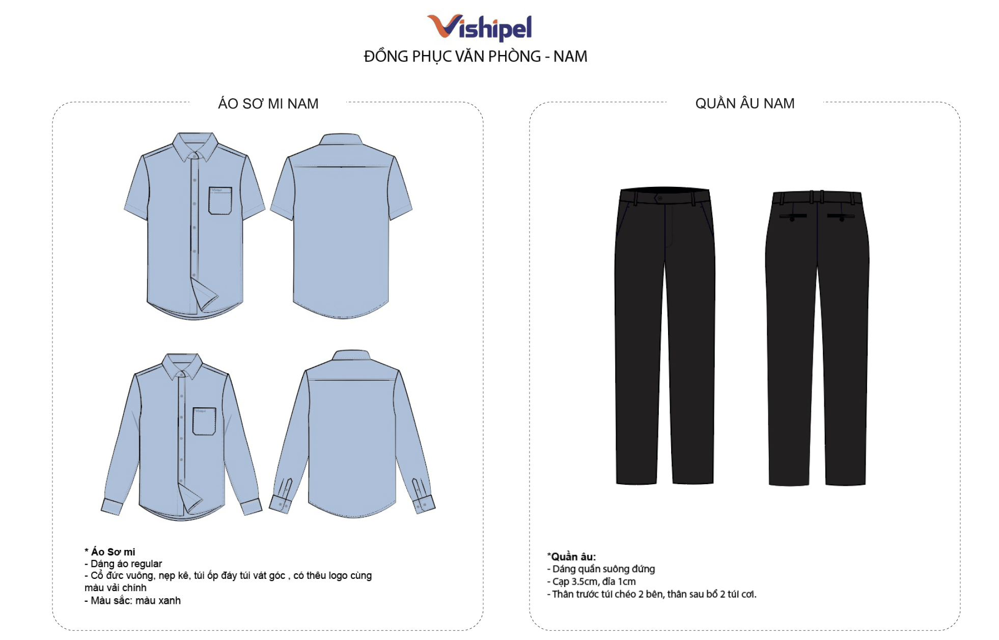 Vishipel
ĐỒNG PHỤC VĂN PHÒNG - NAM
ÁO SƠ MI NAM
Vishipel
Vishipel
* Áo Sơ mi
- Dáng áo regular
- Cổ đức vuông, nẹp kê, túi ốp đáy túi vát góc , có thêu logo cùng
màu vải chính
- Màu sắc: màu xanh
QUẦN ÂU NAM
*Quần âu:
- Dáng quần suông đứng
- Cạp 3.5cm, đỉa 1cm
- Thân trước túi chéo 2 bên, thân sau bổ 2 túi cơi.